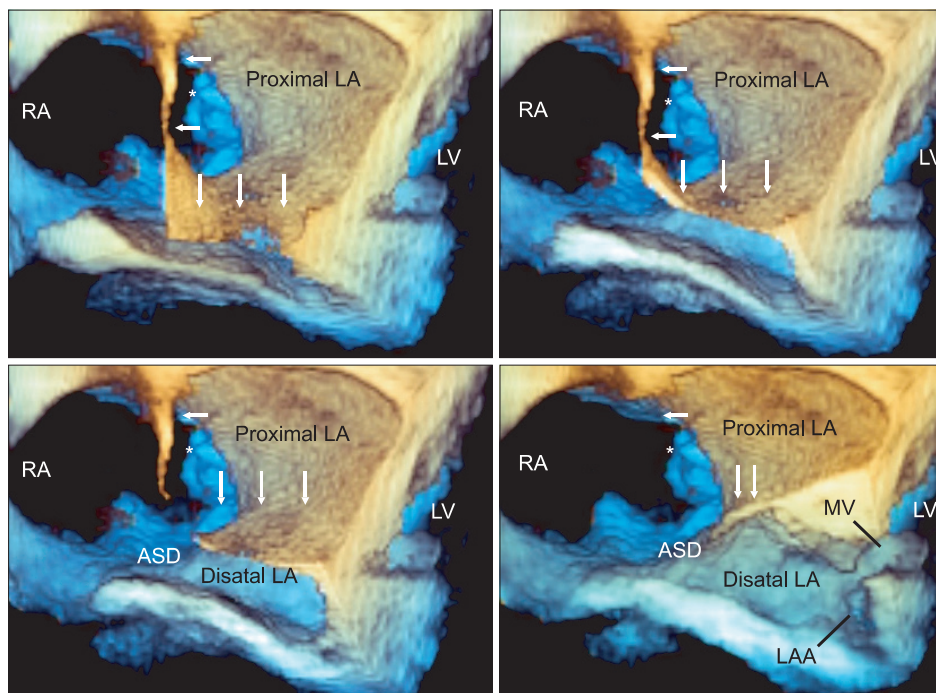 Proximal LA
RA
*
LV
Proximal LA
RA
*
LV
Proximal LA
RA
*
LV
ASD
Disatal LA
Proximal LA
RA
*
MV
LV
ASD
Disatal LA
LAA